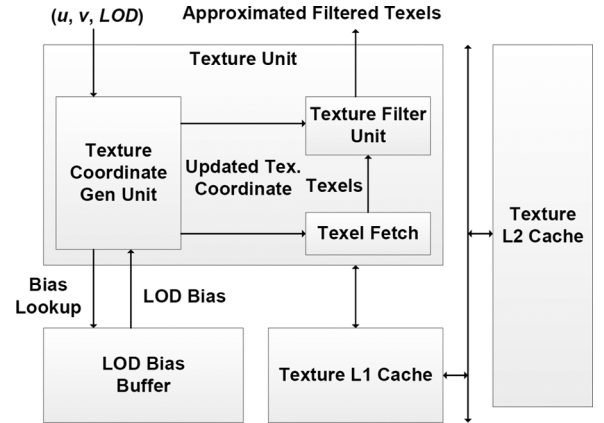 (u, v, LOD)
Approximated Filtered Texels
Texture Unit
Texture
Coordinate
Gen Unit
Texture Filter
Unit
Updated Tex.
Coordinate
Texels
Texel Fetch
Texture
L2 Cache
Bias
Lookup
LOD Bias
LOD Bias
Buffer
Texture L1 Cache